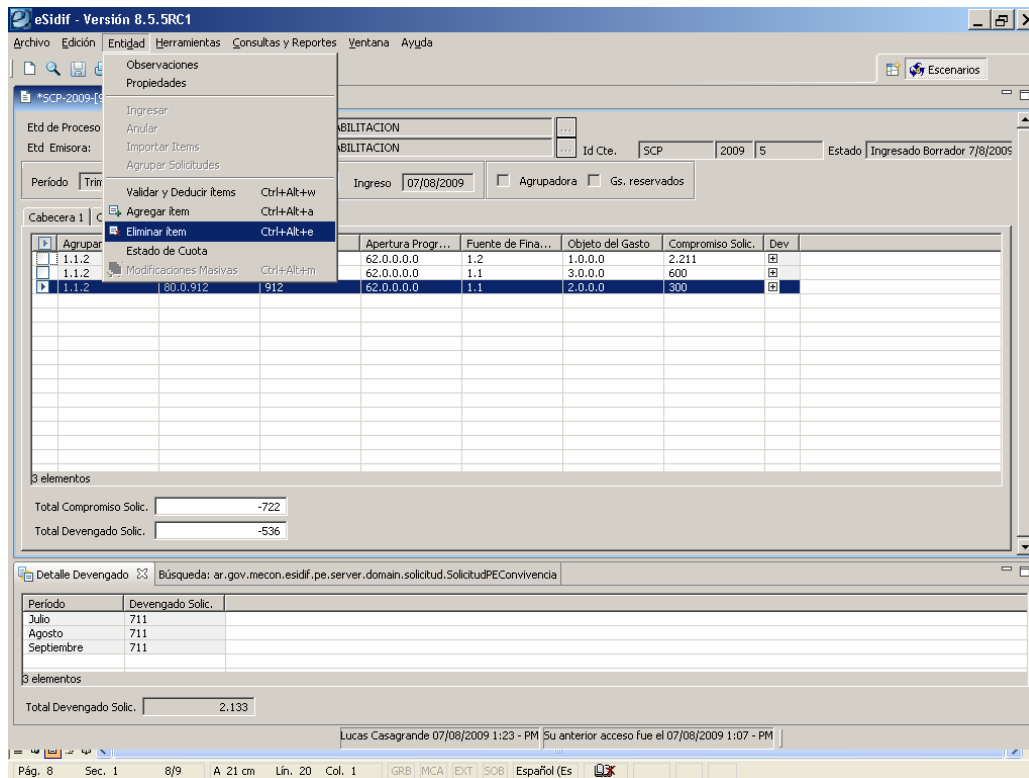 eSidif - Versión 8.5.5RC1
Archivo Edición Entidad Herramientas Consultas y Reportes Ventana Ayuda
Observaciones
Escenarios
Propiedades
*SCP-2009-[9
Ingresar
Etd de Proceso
Anular
ABILITACION
...
Etd Emisora:
Importar Items
ABILITACION
...
Id Cte.
SCP
2009
5
Estado
Ingresado Borrador 7/8/2009
Agrupar Solicitudes
Período
Trim
Ingreso
07/08/2009
Agrupadora
Gs. reservados
Validar y Deducir ítems Ctrl+Alt+w
Cabecera 1
Agregar ítem Ctrl+Alt+a
Eliminar ítem Ctrl+Alt+e
Agrupar
Apertura Progr... Fuente de Fina... Objeto del Gasto Compromiso Solic. Dev
Estado de Cuota
1.1.2 62.0.0.0.0 1.2 1.0.0.0 2.211
Modificaciones Masivas Ctrl+Alt+m
1.1.2 62.0.0.0.0 1.1 3.0.0.0 600
1.1.2 80.0.912 912 62.0.0.0.0 1.1 2.0.0.0 300
3 elementos
Total Compromiso Solic. -722
Total Devengado Solic. -536
Detalle Devengado Búsqueda: ar.gov.mecon.esidif.pe.server.domain.solicitud.SolicitudPEConvivencia
Período Devengado Solic.
Julio 711
Agosto 711
Septiembre 711
3 elementos
Total Devengado Solic. 2.133
Lucas Casagrande 07/08/2009 1:23 - PM Su anterior acceso fue el 07/08/2009 1:07 - PM
Pág. 8 Sec. 1 8/9 A 21 cm Lín. 20 Col. 1 GRB MCA EXT SOB Español (Es